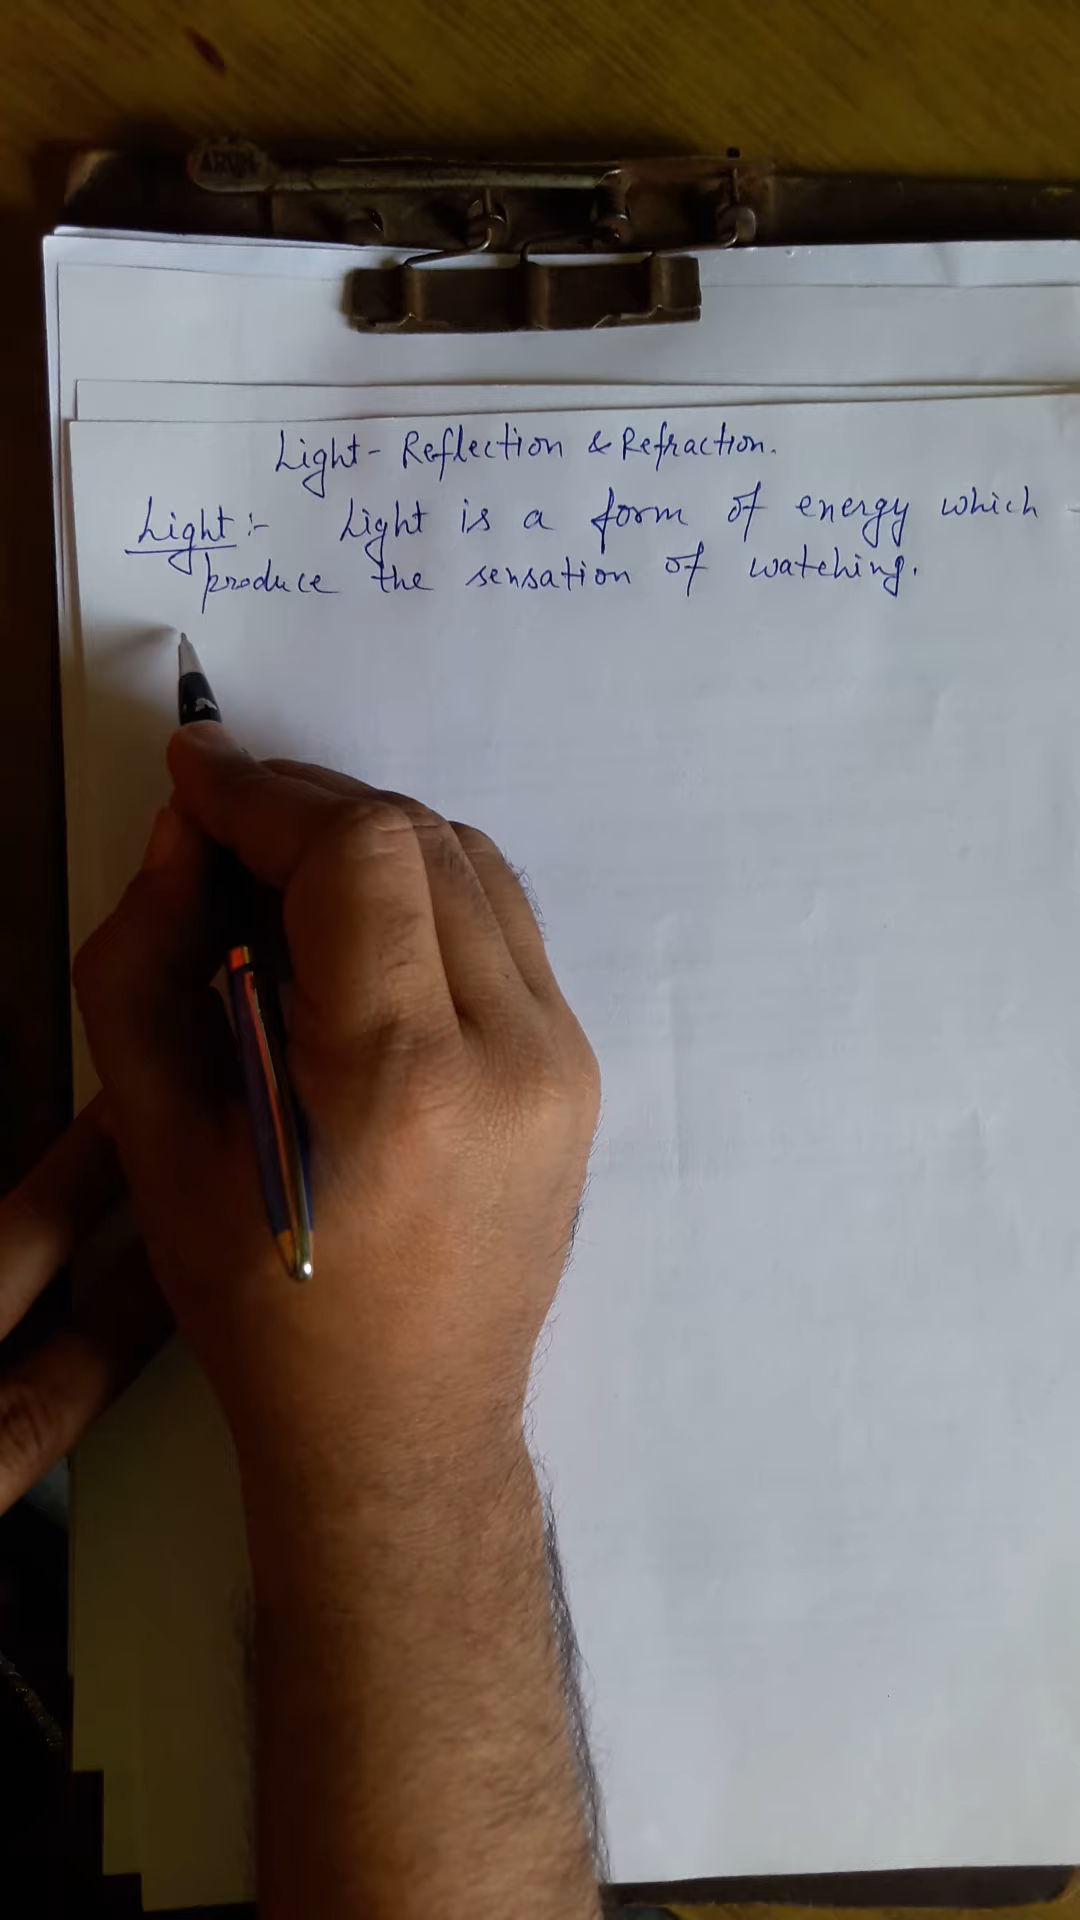 Light - Reflection & Refraction.
Light :- Light is a form of energy which -
produce the sensation of watching.